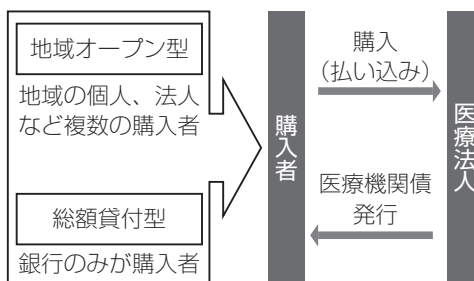 地域オープン型
地域の個人、法人
など複数の購入者
総額貸付型
銀行のみが購入者
購入者
購入
（払い込み）
医療機関債
発行
医療法人